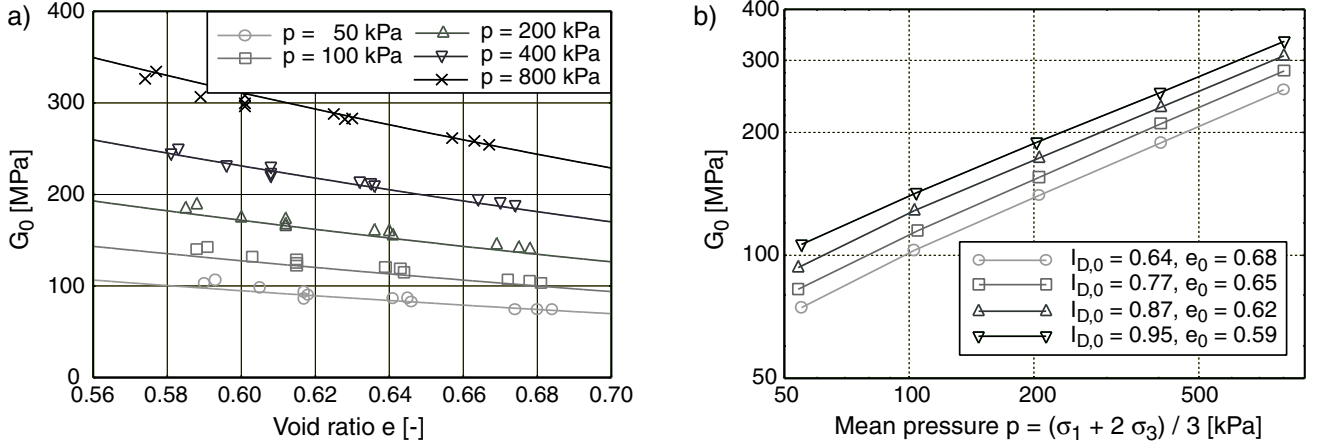 a)
400
300
200
100
0
G0 [MPa]
p = 50 kPa
p = 100 kPa
p = 200 kPa
p = 400 kPa
p = 800 kPa
0.56 0.58 0.60 0.62 0.64 0.66 0.68 0.70
Void ratio e [-]
b)
400
300
200
100
50
G0 [MPa]
ID,0 = 0.64, e0 = 0.68
ID,0 = 0.77, e0 = 0.65
ID,0 = 0.87, e0 = 0.62
ID,0 = 0.95, e0 = 0.59
50 100 200 500
Mean pressure p = (σ1 + 2 σ3) / 3 [kPa]